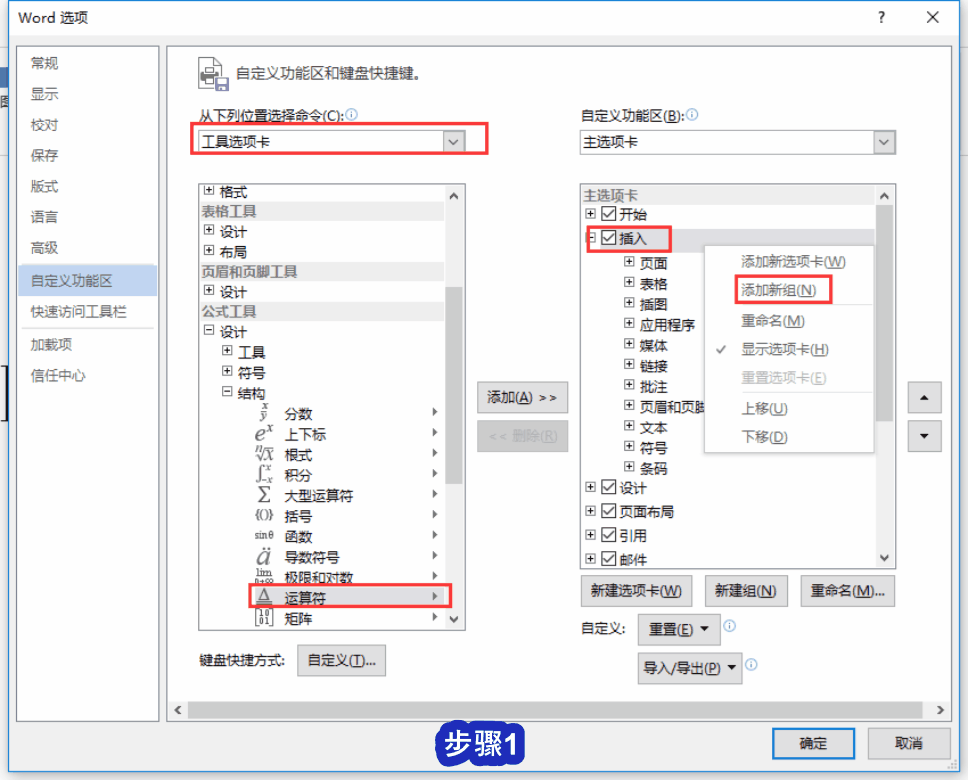 Word 选项
?
常规
显示
校对
保存
版式
语言
高级
自定义功能区
快速访问工具栏
加载项
信任中心
自定义功能区和键盘快捷键。
从下列位置选择命令(C):
工具选项卡
格式
表格工具
设计
布局
页眉和页脚工具
设计
公式工具
设计
工具
符号
结构
x/y 分数
eˣ 上下标
ⁿ√x 根式
∫ 积分
∑ 大型运算符
{()} 括号
sinθ 函数
ä 导数符号
lim n→∞ 极限和对数
运算符
[10 01] 矩阵
键盘快捷方式: 自定义(T)...
添加(A) >>
<< 删除(R)
自定义功能区(B):
主选项卡
主选项卡
开始
插入
页面
表格
插图
应用程序
媒体
链接
批注
页眉和页脚
文本
符号
条码
设计
页面布局
引用
邮件
添加新选项卡(W)
添加新组(N)
重命名(M)
显示选项卡(H)
重置选项卡(E)
上移(U)
下移(D)
新建选项卡(W) 新建组(N) 重命名(M)...
自定义: 重置(E)
导入/导出(P)
步骤1
确定 取消